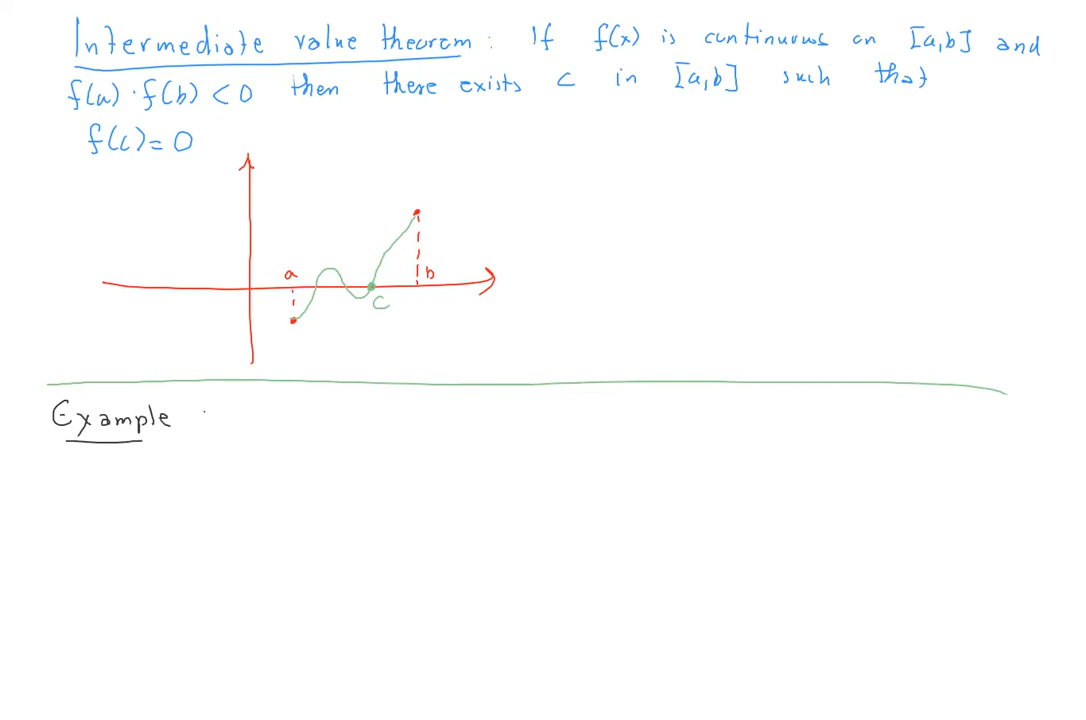 Intermediate value theorem: If f(x) is continuous on [a,b] and
f(a) · f(b) < 0 then there exists c in [a,b] such that
f(c) = 0
a
b
c
Example